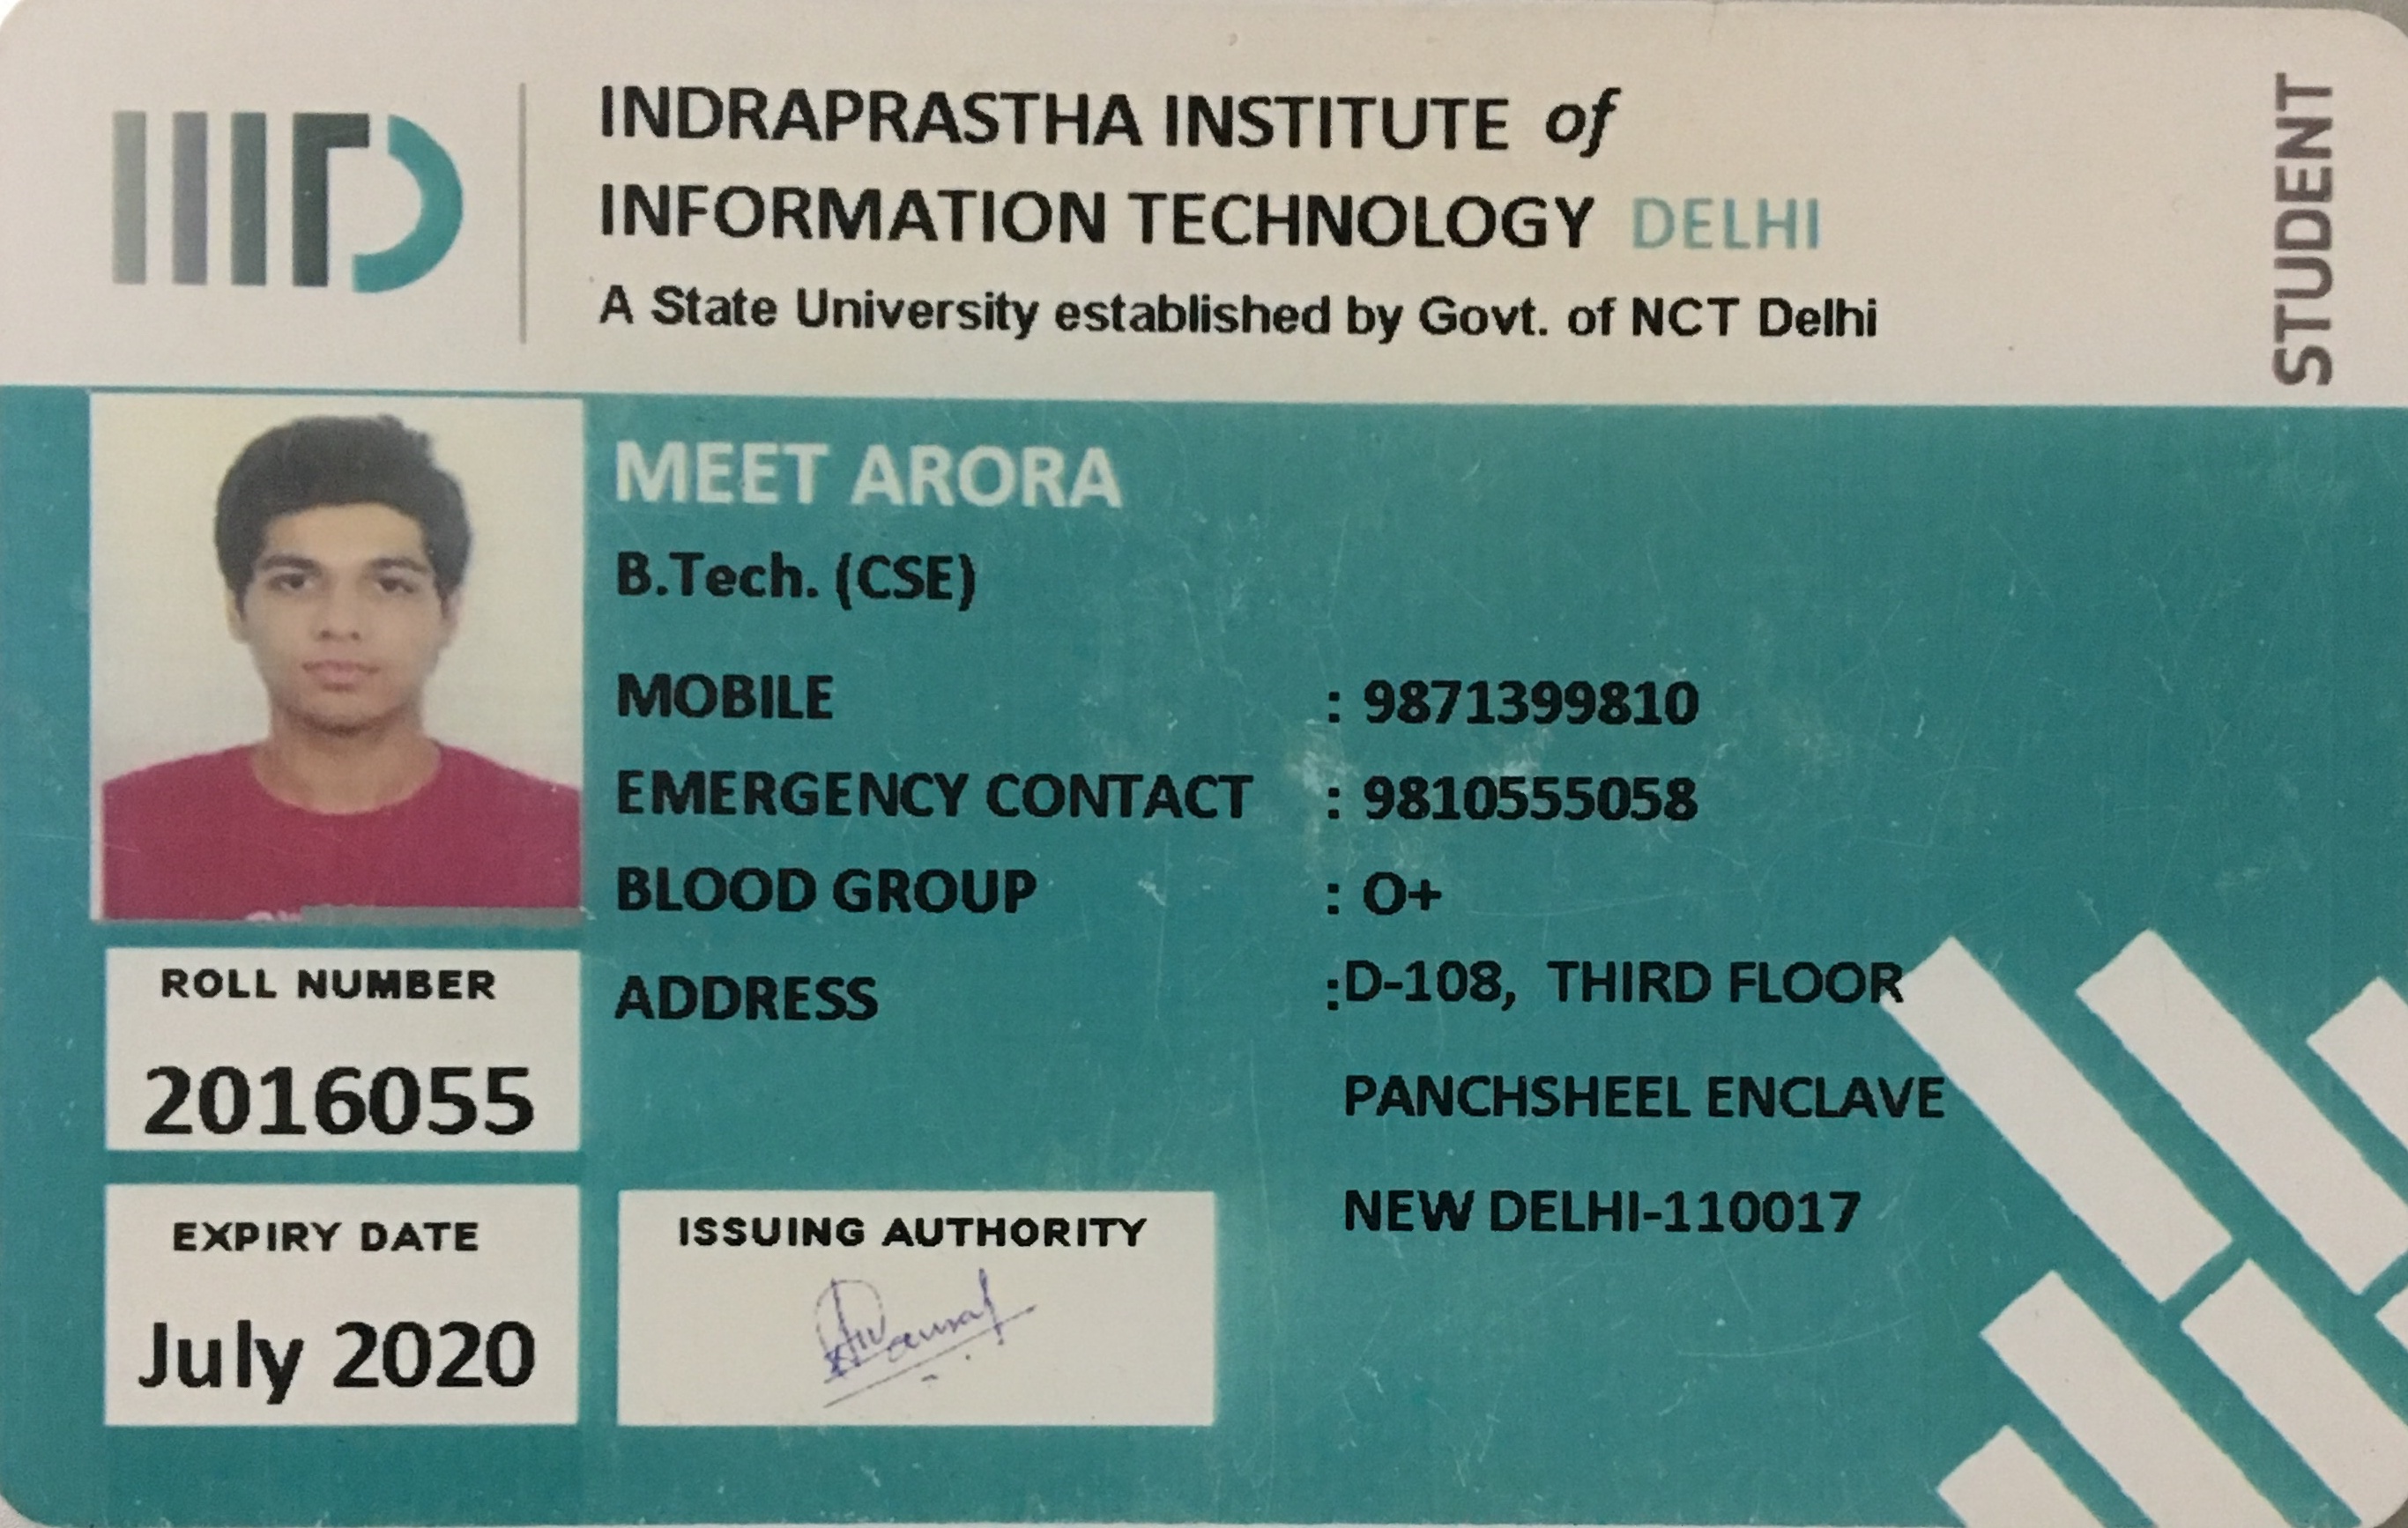 IIITD
INDRAPRASTHA INSTITUTE of
INFORMATION TECHNOLOGY DELHI
A State University established by Govt. of NCT Delhi
STUDENT
MEET ARORA
B.Tech. (CSE)
MOBILE : 9871399810
EMERGENCY CONTACT : 9810555058
BLOOD GROUP : O+
ADDRESS :D-108, THIRD FLOOR
PANCHSHEEL ENCLAVE
NEW DELHI-110017
ROLL NUMBER
2016055
EXPIRY DATE
July 2020
ISSUING AUTHORITY